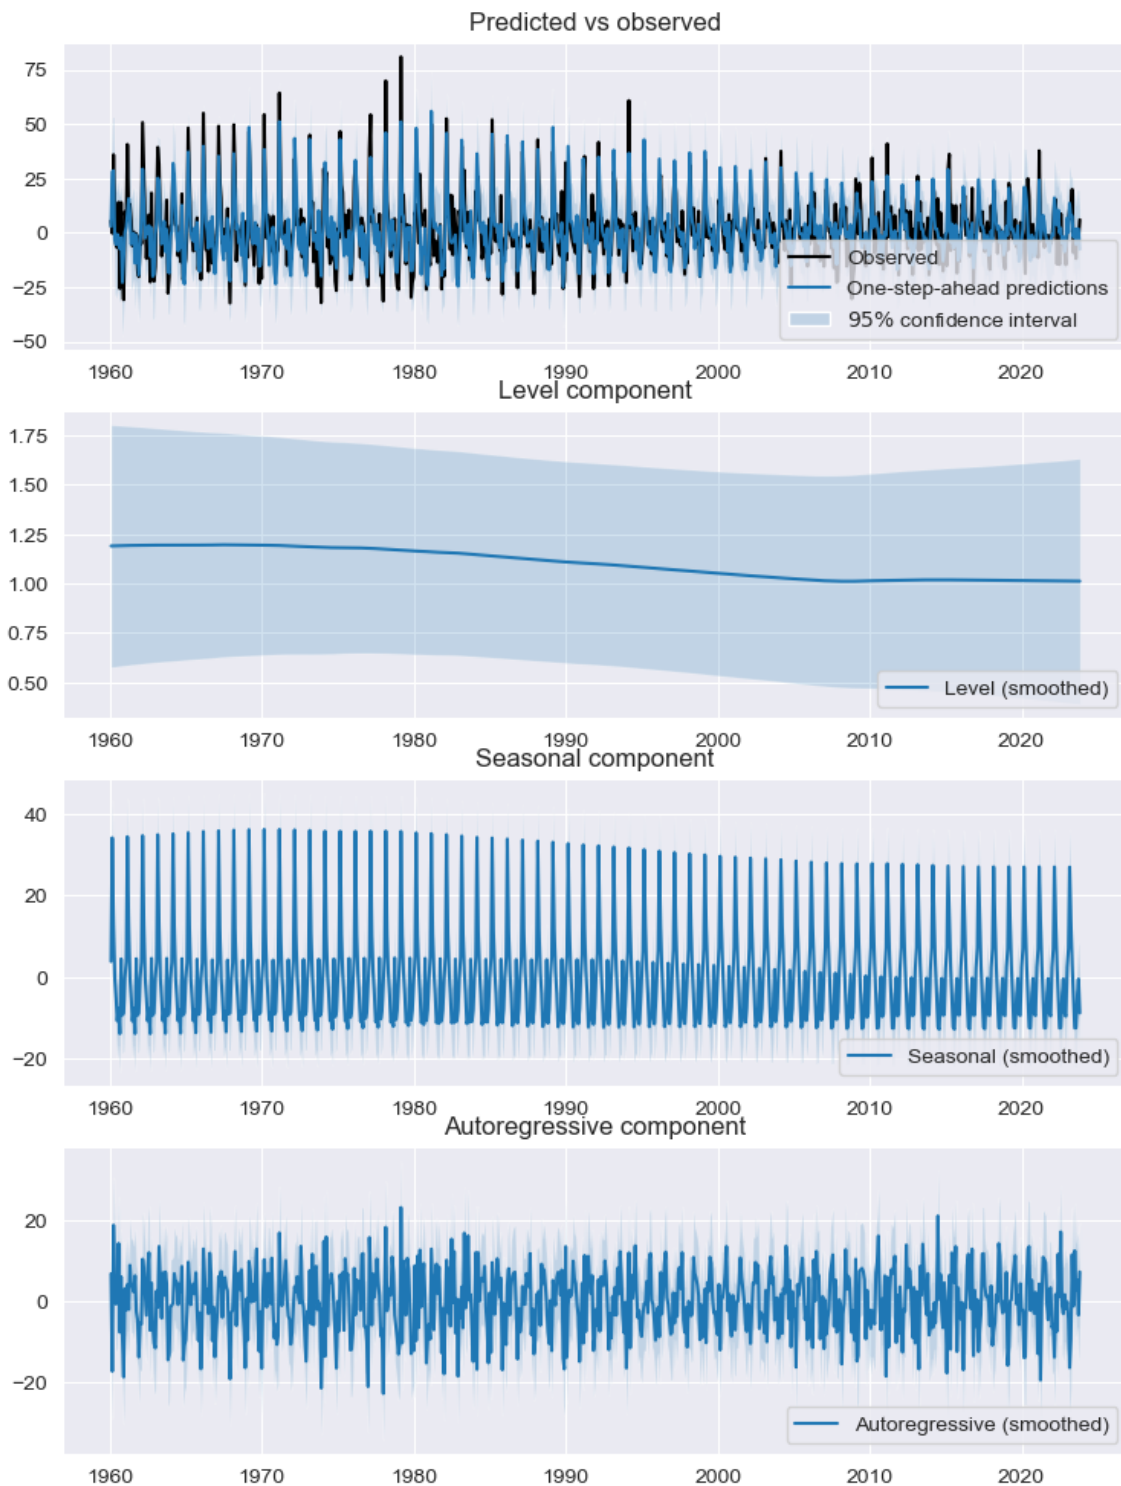 Predicted vs observed
75
50
25
0
−25
−50
Observed
One-step-ahead predictions
95% confidence interval
1960 1970 1980 1990 2000 2010 2020
Level component
1.75
1.50
1.25
1.00
0.75
0.50
Level (smoothed)
1960 1970 1980 1990 2000 2010 2020
Seasonal component
40
20
0
−20
Seasonal (smoothed)
1960 1970 1980 1990 2000 2010 2020
Autoregressive component
20
0
−20
Autoregressive (smoothed)
1960 1970 1980 1990 2000 2010 2020